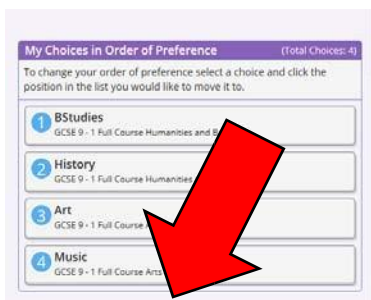 My Choices in Order of Preference (Total Choices: 4)
To change your order of preference select a choice and click the
position in the list you would like to move it to.
1 BStudies
GCSE 9 - 1 Full Course Humanities and
2 History
GCSE 9 - 1 Full Course Humanities
3 Art
GCSE 9 - 1 Full Course
4 Music
GCSE 9 - 1 Full Course Arts